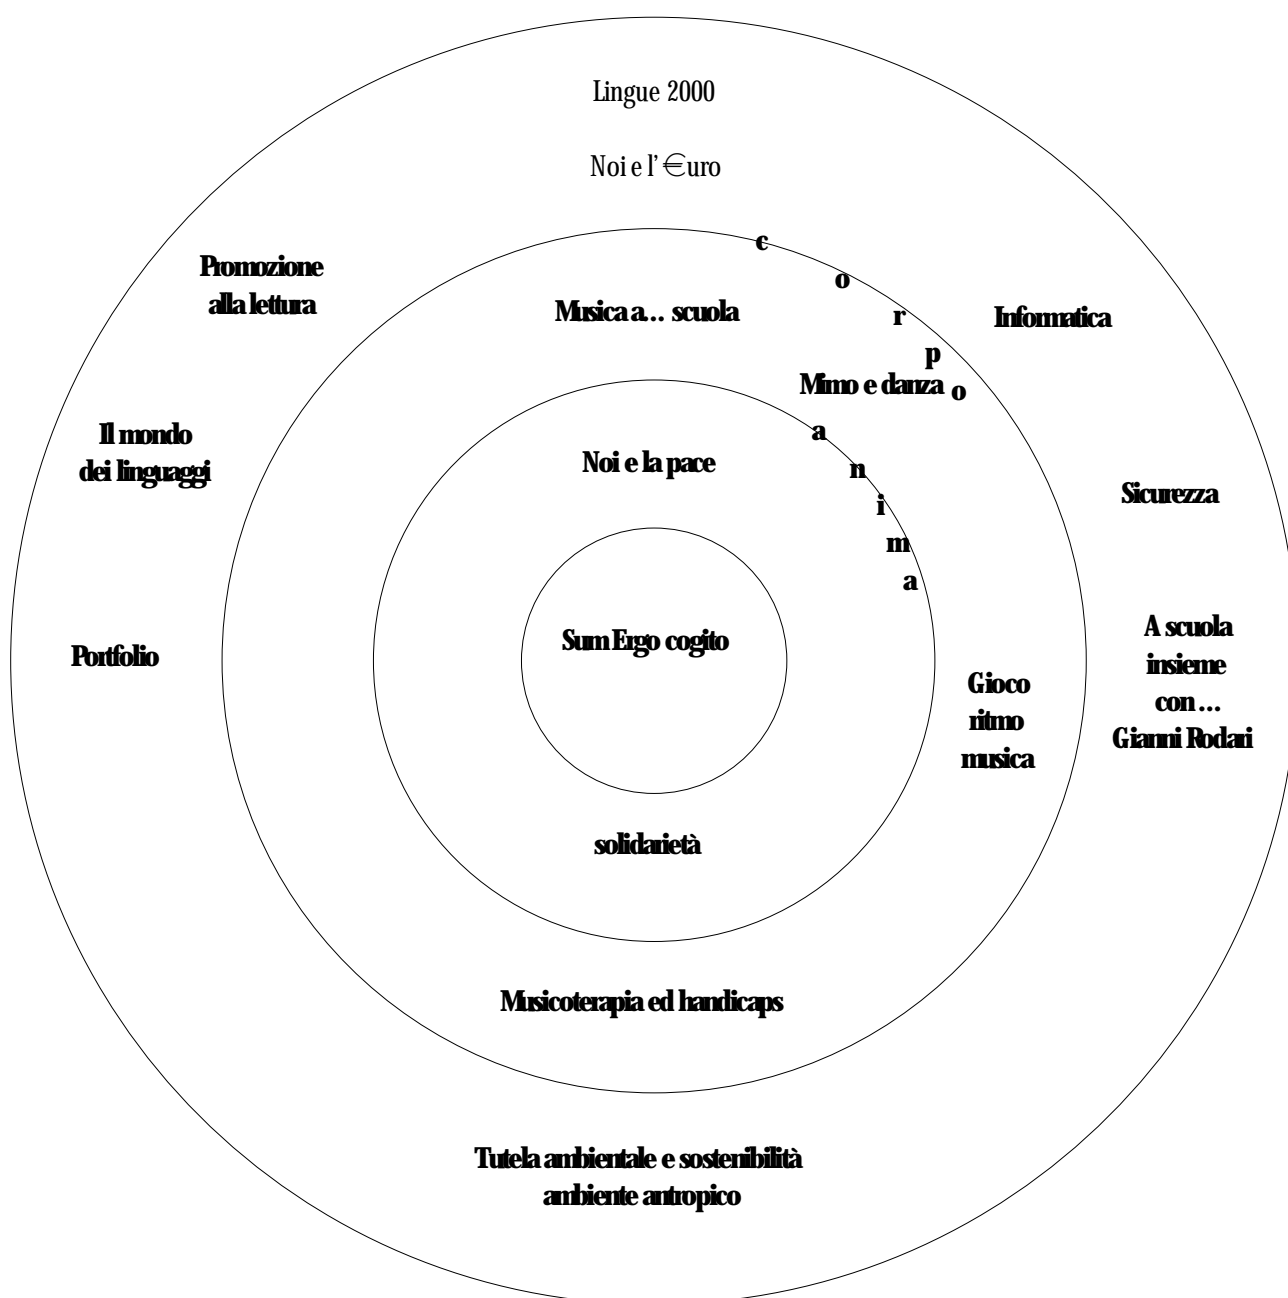 Lingue 2000
Noi e l' €uro
Promozione
alla lettura
corpo
Musica a... scuola
Informatica
Mimo e danza
anima
Il mondo
dei linguaggi
Noi e la pace
Sicurezza
Sum Ergo cogito
Portfolio
A scuola
insieme
con ...
Gianni Rodari
Gioco
ritmo
musica
solidarietà
Musicoterapia ed handicaps
Tutela ambientale e sostenibilità
ambiente antropico